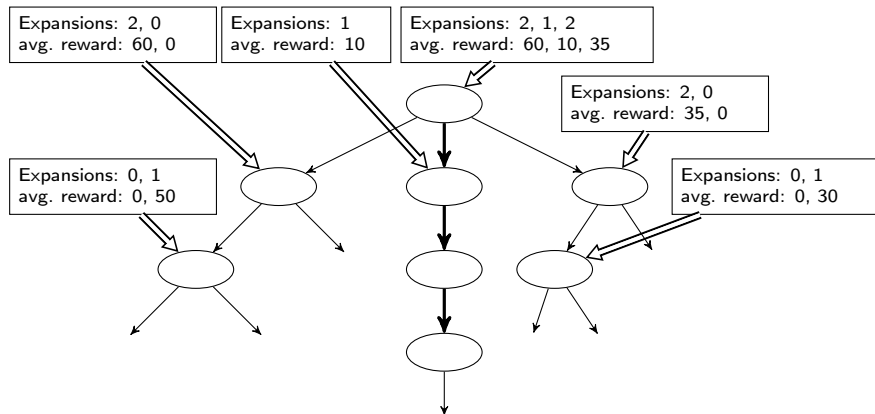 Expansions: 2, 0
avg. reward: 60, 0
Expansions: 1
avg. reward: 10
Expansions: 2, 1, 2
avg. reward: 60, 10, 35
Expansions: 2, 0
avg. reward: 35, 0
Expansions: 0, 1
avg. reward: 0, 50
Expansions: 0, 1
avg. reward: 0, 30